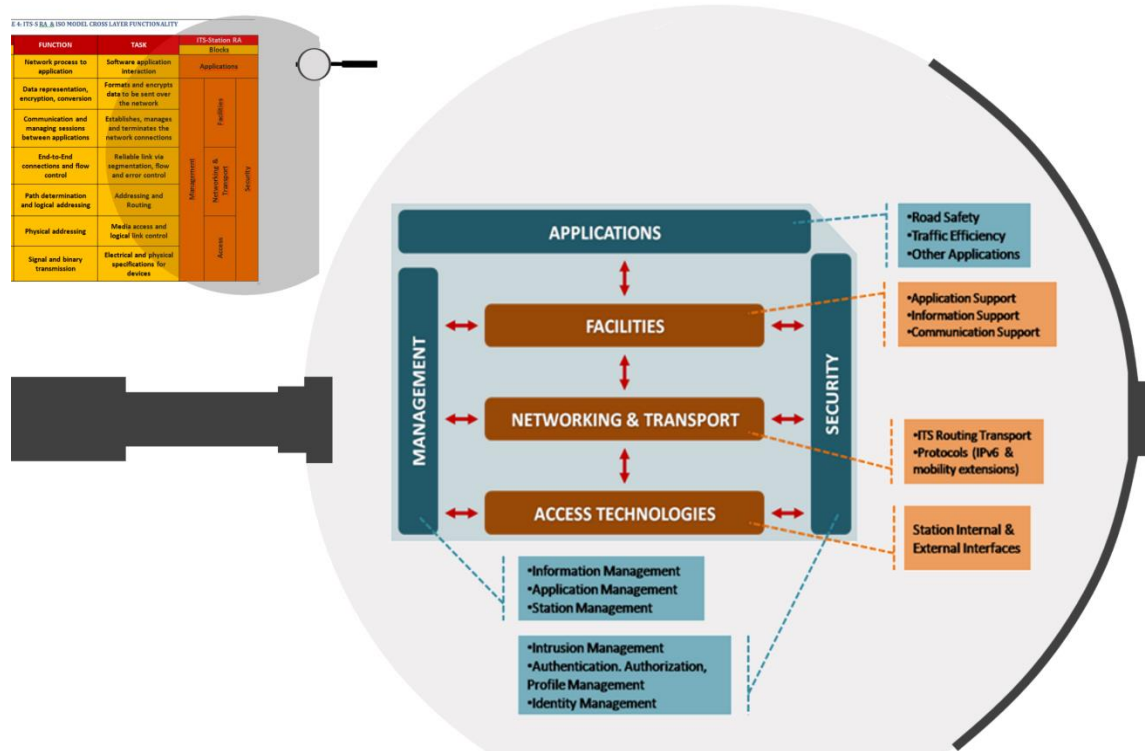 E 4: ITS-S RA & ISO MODEL CROSS LAYER FUNCTIONALITY
FUNCTION
TASK
ITS-Station RA
Blocks
Network process to
application
Software application
interaction
Applications
Data representation,
encryption, conversion
Formats and encrypts
data to be sent over
the network
Communication and
managing sessions
between applications
Establishes, manages
and terminates the
network connections
End-to-End
connections and flow
control
Reliable link via
segmentation, flow
and error control
Path determination
and logical addressing
Addressing and
Routing
Physical addressing
Media access and
logical link control
Signal and binary
transmission
Electrical and physical
specifications for
devices
Management
Facilities
Networking &
Transport
Access
Security
APPLICATIONS
FACILITIES
NETWORKING & TRANSPORT
ACCESS TECHNOLOGIES
MANAGEMENT
SECURITY
•Road Safety
•Traffic Efficiency
•Other Applications
•Application Support
•Information Support
•Communication Support
•ITS Routing Transport
•Protocols (IPv6 &
mobility extensions)
Station Internal &
External Interfaces
•Information Management
•Application Management
•Station Management
•Intrusion Management
•Authentication. Authorization,
Profile Management
•Identity Management